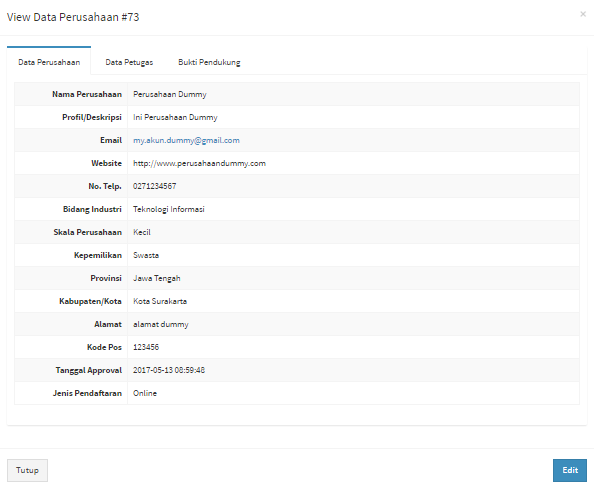 View Data Perusahaan #73 ×
Data Perusahaan Data Petugas Bukti Pendukung
Nama Perusahaan Perusahaan Dummy
Profil/Deskripsi Ini Perusahaan Dummy
Email my.akun.dummy@gmail.com
Website http://www.perusahaandummy.com
No. Telp. 0271234567
Bidang Industri Teknologi Informasi
Skala Perusahaan Kecil
Kepemilikan Swasta
Provinsi Jawa Tengah
Kabupaten/Kota Kota Surakarta
Alamat alamat dummy
Kode Pos 123456
Tanggal Approval 2017-05-13 08:59:48
Jenis Pendaftaran Online
Tutup Edit